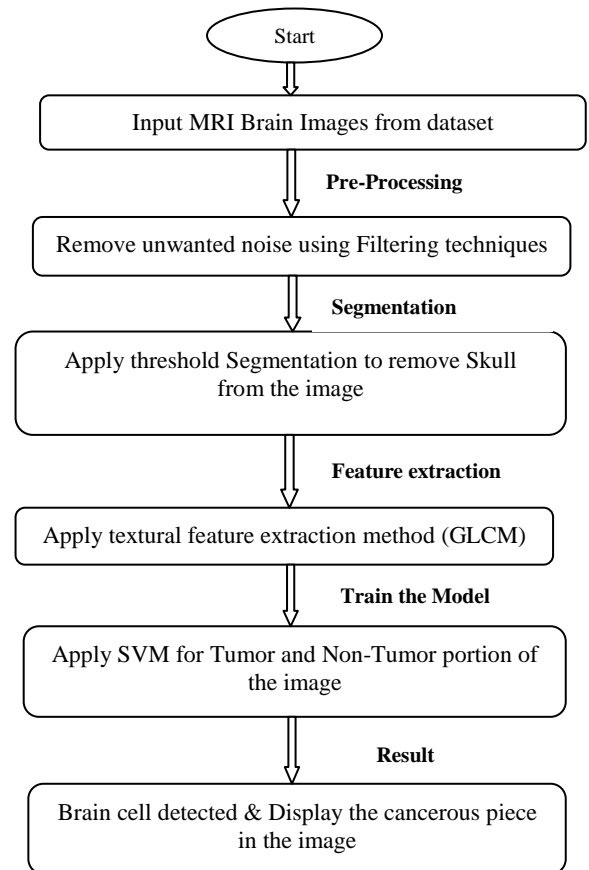 Start
Input MRI Brain Images from dataset
Pre-Processing
Remove unwanted noise using Filtering techniques
Segmentation
Apply threshold Segmentation to remove Skull
from the image
Feature extraction
Apply textural feature extraction method (GLCM)
Train the Model
Apply SVM for Tumor and Non-Tumor portion of
the image
Result
Brain cell detected & Display the cancerous piece
in the image